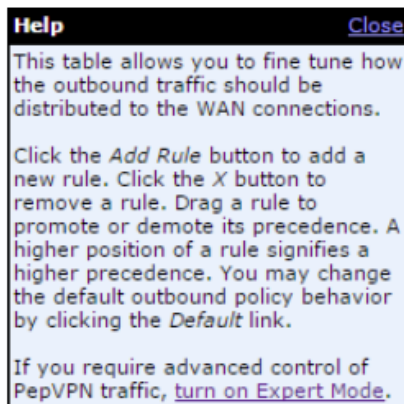 Help Close
This table allows you to fine tune how
the outbound traffic should be
distributed to the WAN connections.
Click the Add Rule button to add a
new rule. Click the X button to
remove a rule. Drag a rule to
promote or demote its precedence. A
higher position of a rule signifies a
higher precedence. You may change
the default outbound policy behavior
by clicking the Default link.
If you require advanced control of
PepVPN traffic, turn on Expert Mode.